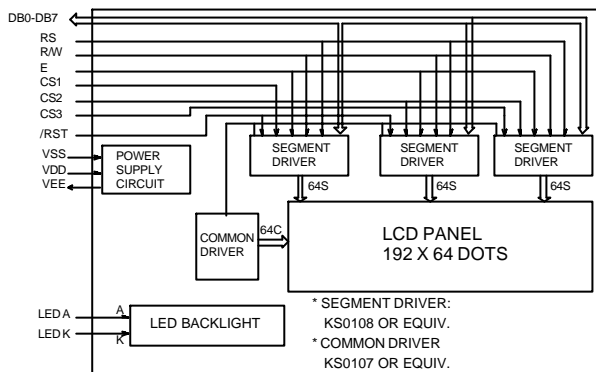 DB0-DB7
RS
R/W
E
CS1
CS2
CS3
/RST
VSS
VDD
VEE
POWER
SUPPLY
CIRCUIT
SEGMENT
DRIVER
SEGMENT
DRIVER
SEGMENT
DRIVER
64S
64S
64S
COMMON
DRIVER
64C
LCD PANEL
192 X 64 DOTS
LED A
LED K
A
K
LED BACKLIGHT
* SEGMENT DRIVER:
KS0108 OR EQUIV.
* COMMON DRIVER
KS0107 OR EQUIV.